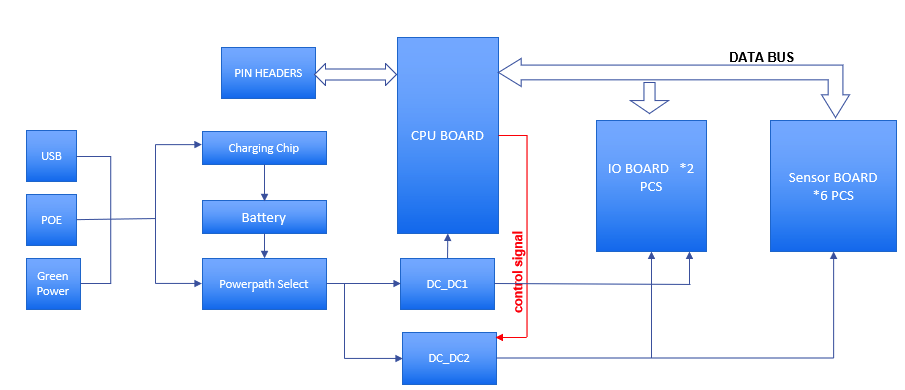 DATA BUS
PIN HEADERS
CPU BOARD
USB
Charging Chip
IO BOARD *2
PCS
Sensor BOARD
*6 PCS
POE
Battery
control signal
Green
Power
Powerpath Select
DC_DC1
DC_DC2